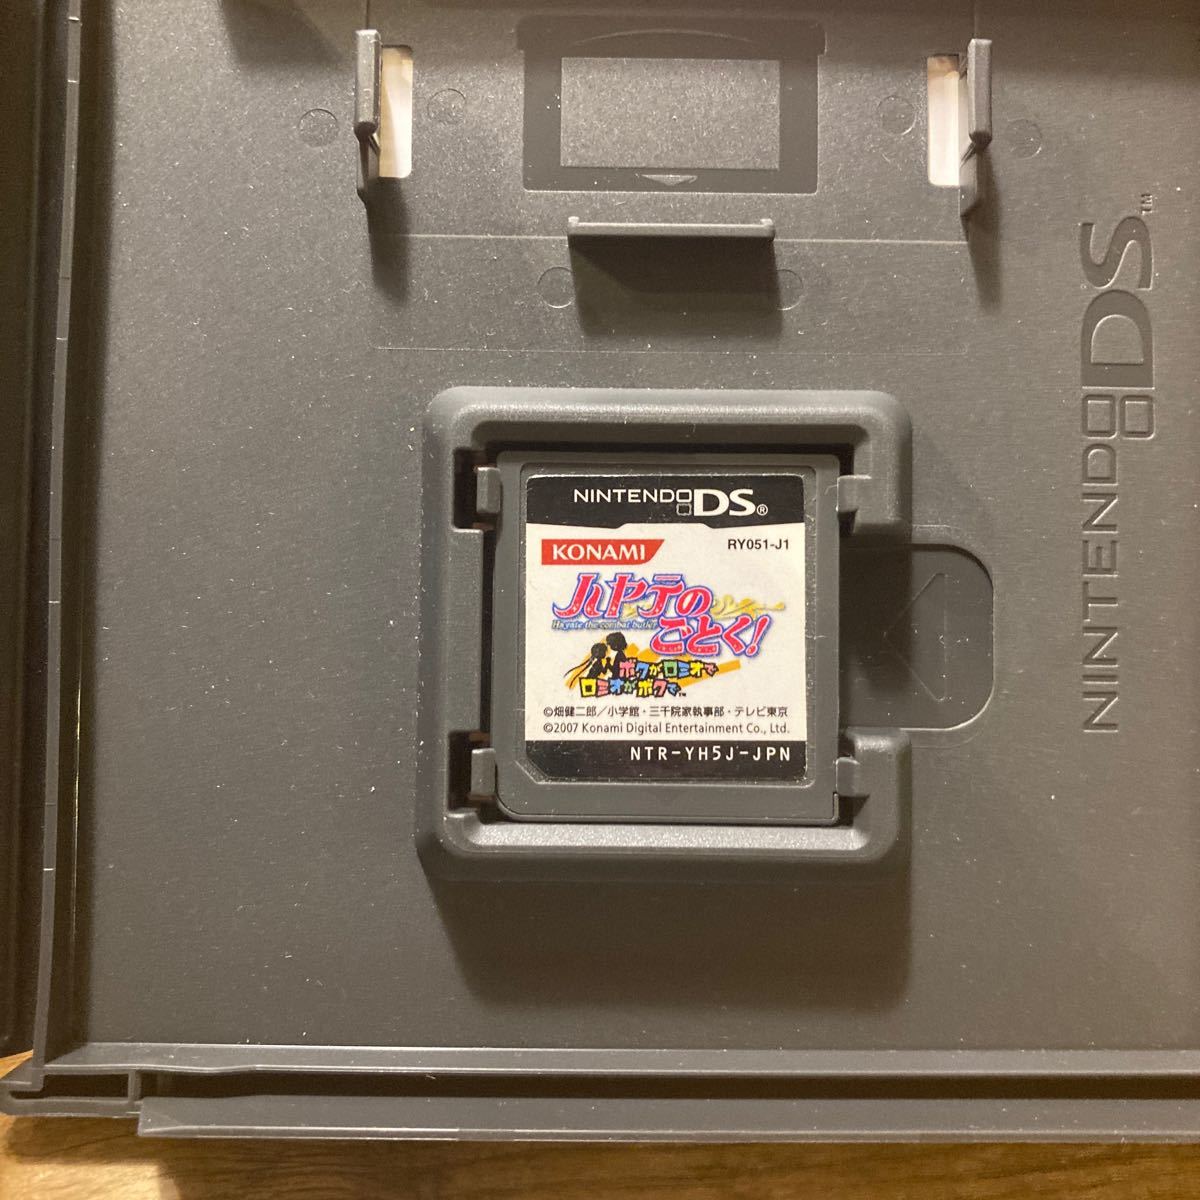 NINTENDO DS™
NINTENDO DS®
KONAMI
RY051-J1
ハヤテの
Hayate the combat butler
ごとく!
ボクがロミオで
ロミオがボクで™
©畑健二郎/小学館・三千院家執事部・テレビ東京
©2007 Konami Digital Entertainment Co., Ltd.
NTR-YH5J-JPN